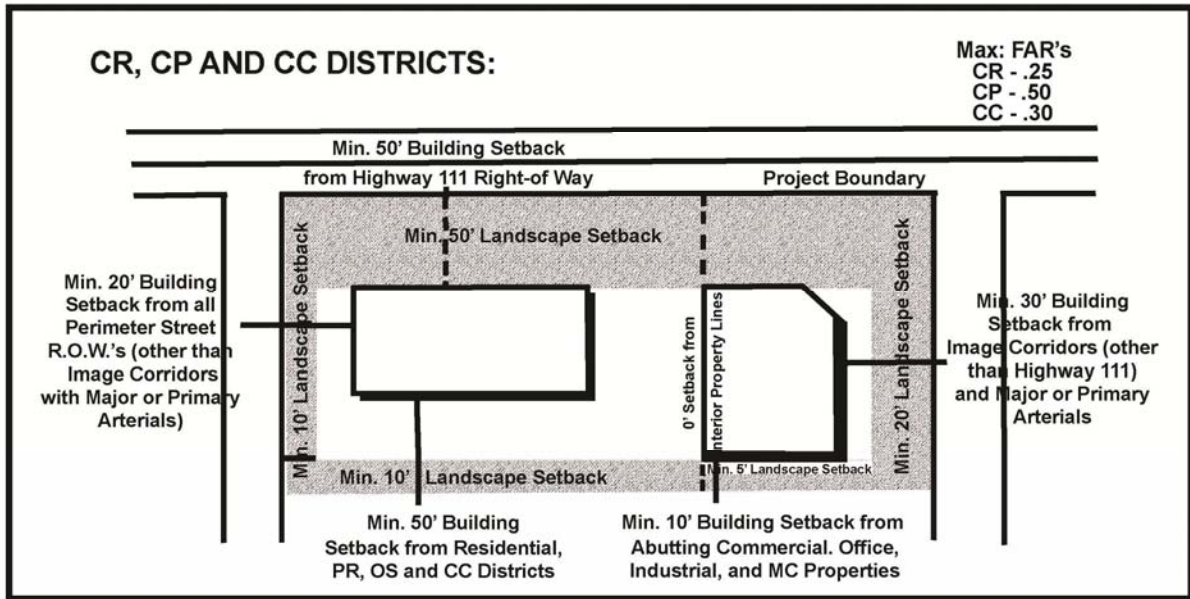 CR, CP AND CC DISTRICTS:
Max: FAR's
CR - .25
CP - .50
CC - .30
Min. 50' Building Setback
from Highway 111 Right-of Way
Project Boundary
Min. 50' Landscape Setback
Min. 20' Building
Setback from all
Perimeter Street
R.O.W.'s (other than
Image Corridors
with Major or Primary
Arterials)
Min. 10' Landscape Setback
0' Setback from
Interior Property Lines
Min. 20' Landscape Setback
Min. 30' Building
Setback from
Image Corridors (other
than Highway 111)
and Major or Primary
Arterials
Min. 10' Landscape Setback
Min. 5' Landscape Setback
Min. 50' Building
Setback from Residential,
PR, OS and CC Districts
Min. 10' Building Setback from
Abutting Commercial. Office,
Industrial, and MC Properties